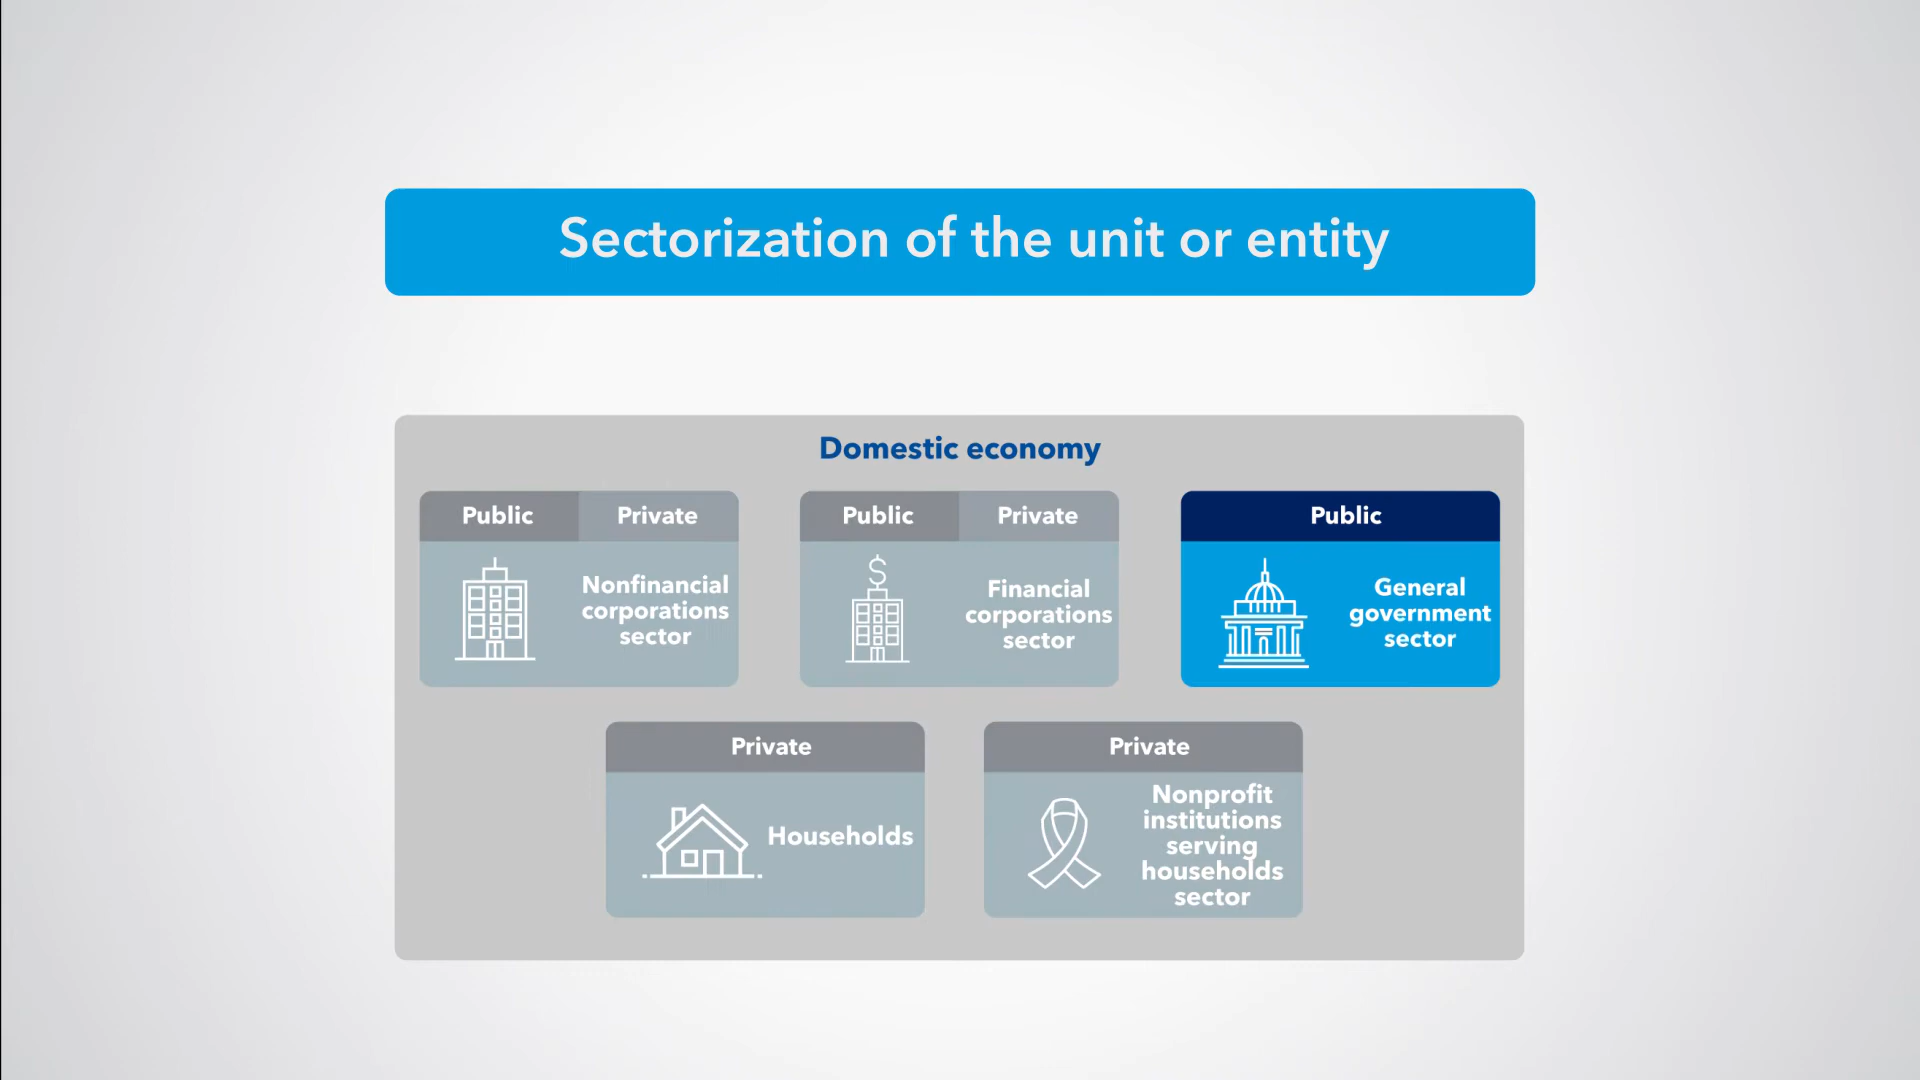 Sectorization of the unit or entity
Domestic economy
Public
Private
Nonfinancial
corporations
sector
Public
Private
$
Financial
corporations
sector
Public
General
government
sector
Private
Households
Private
Nonprofit
institutions
serving
households
sector